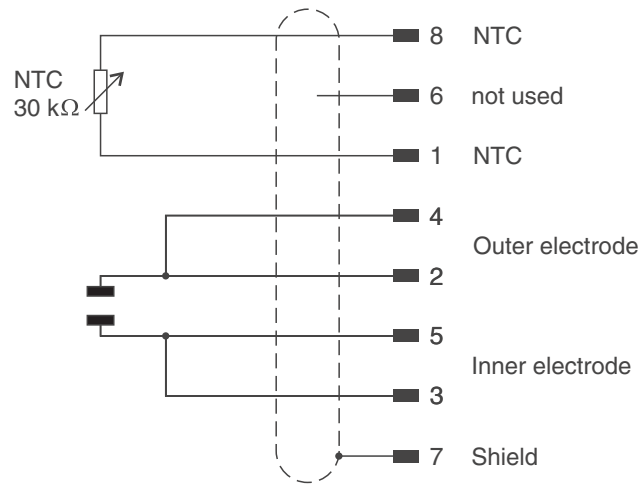 8 NTC
NTC
30 kΩ
6 not used
1 NTC
4
Outer electrode
2
5
Inner electrode
3
7 Shield